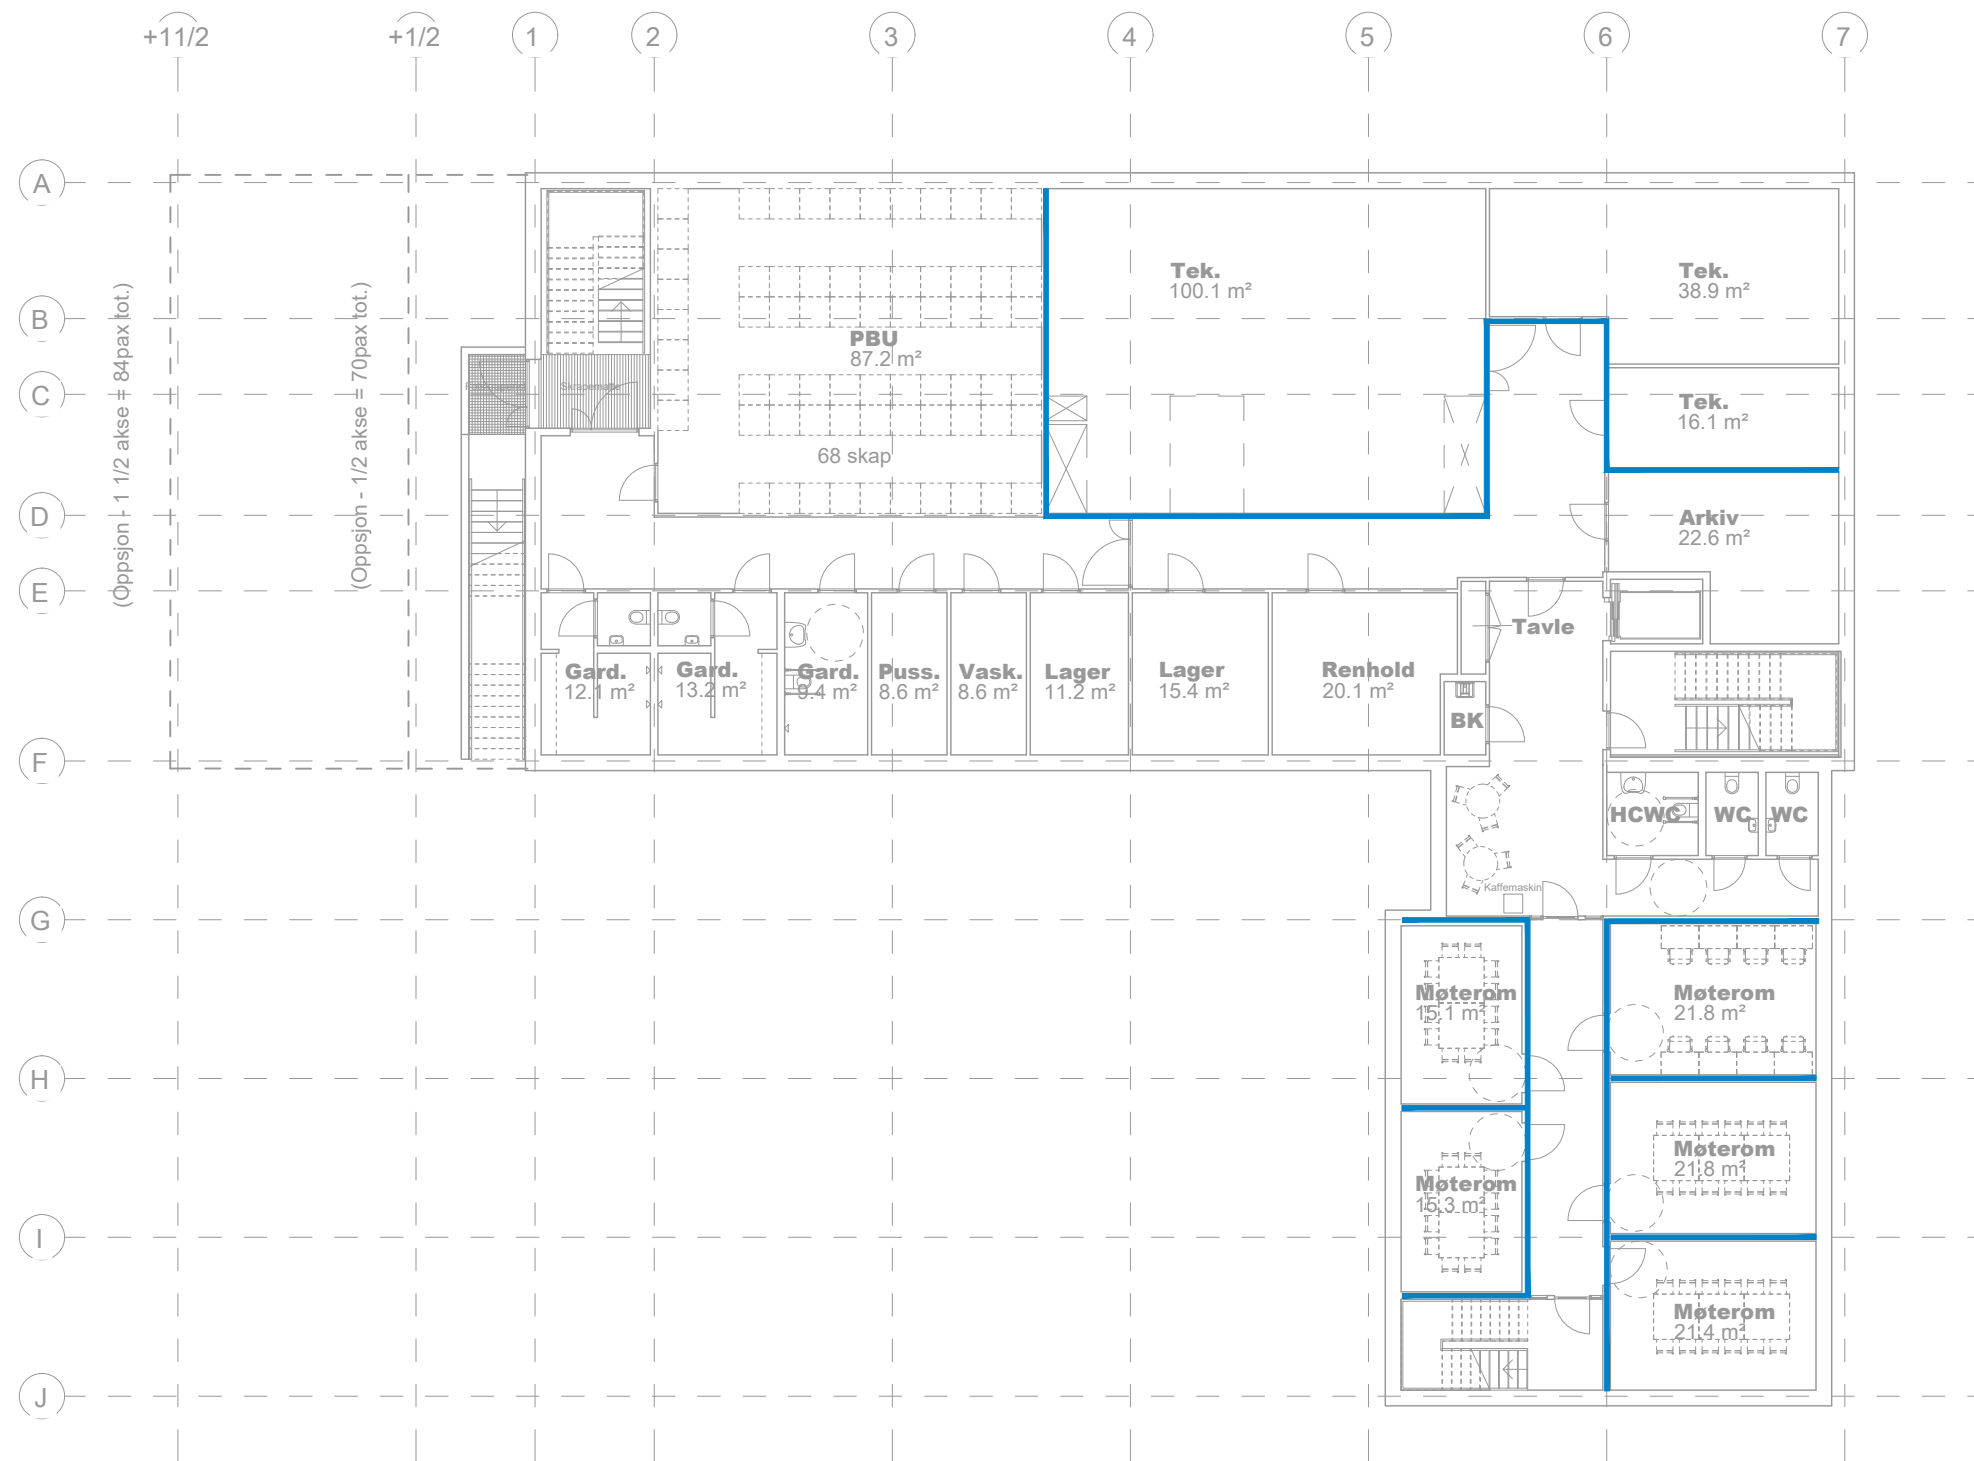 +11/2
+1/2
1
2
3
4
5
6
7
A
B
C
D
E
F
G
H
I
J
(Oppsjon - 1 1/2 akse = 84pax tot.)
(Oppsjon - 1/2 akse = 70pax tot.)
Skrapematte
PBU
87.2 m²
68 skap
Tek.
100.1 m²
Tek.
38.9 m²
Tek.
16.1 m²
Arkiv
22.6 m²
Tavle
Gard.
12.1 m²
Gard.
13.2 m²
Gard.
9.4 m²
Puss.
8.6 m²
Vask.
8.6 m²
Lager
11.2 m²
Lager
15.4 m²
Renhold
20.1 m²
BK
HCWC
WC
WC
Kaffemaskin
Møterom
15.1 m²
Møterom
21.8 m²
Møterom
15.3 m²
Møterom
21.8 m²
Møterom
21.4 m²